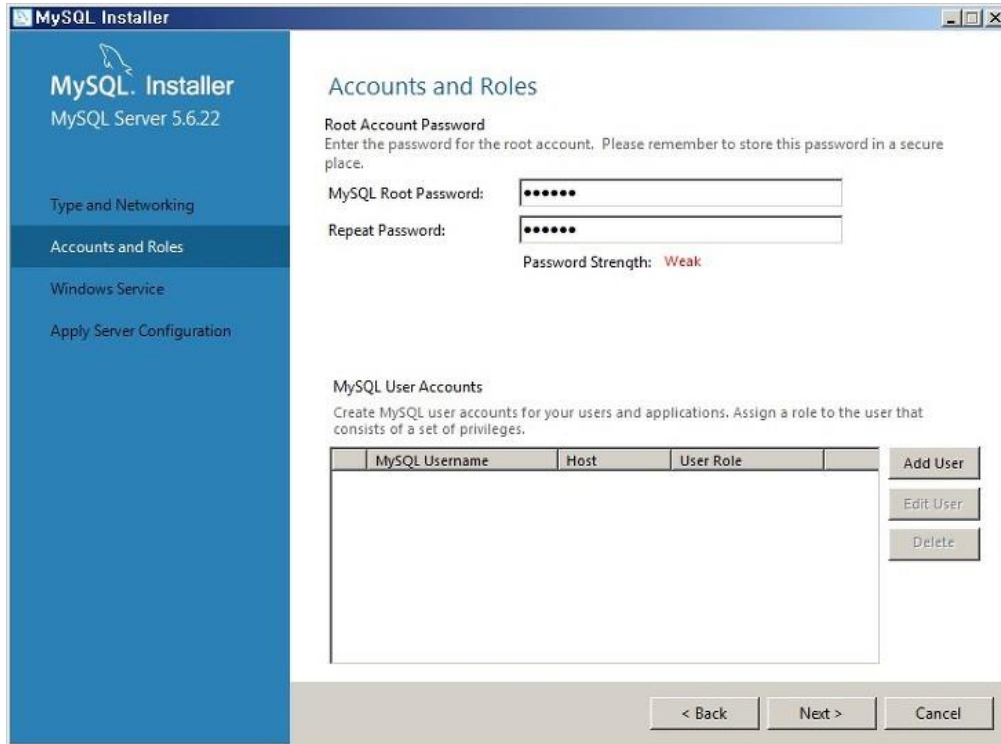 MySQL Installer
MySQL. Installer
MySQL Server 5.6.22
Type and Networking
Accounts and Roles
Windows Service
Apply Server Configuration
Accounts and Roles
Root Account Password
Enter the password for the root account. Please remember to store this password in a secure
place.
MySQL Root Password: ●●●●●●
Repeat Password: ●●●●●●
Password Strength: Weak
MySQL User Accounts
Create MySQL user accounts for your users and applications. Assign a role to the user that
consists of a set of privileges.
MySQL Username Host User Role
Add User
Edit User
Delete
< Back Next > Cancel